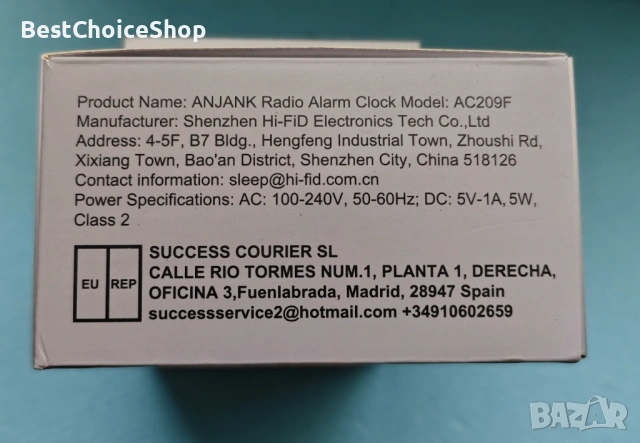 BestChoiceShop
Product Name: ANJANK Radio Alarm Clock Model: AC209F
Manufacturer: Shenzhen Hi-FiD Electronics Tech Co.,Ltd
Address: 4-5F, B7 Bldg., Hengfeng Industrial Town, Zhoushi Rd,
Xixiang Town, Bao'an District, Shenzhen City, China 518126
Contact information: sleep@hi-fid.com.cn
Power Specifications: AC: 100-240V, 50-60Hz; DC: 5V-1A, 5W,
Class 2
EU REP
SUCCESS COURIER SL
CALLE RIO TORMES NUM.1, PLANTA 1, DERECHA,
OFICINA 3,Fuenlabrada, Madrid, 28947 Spain
successservice2@hotmail.com +34910602659
BAZAR